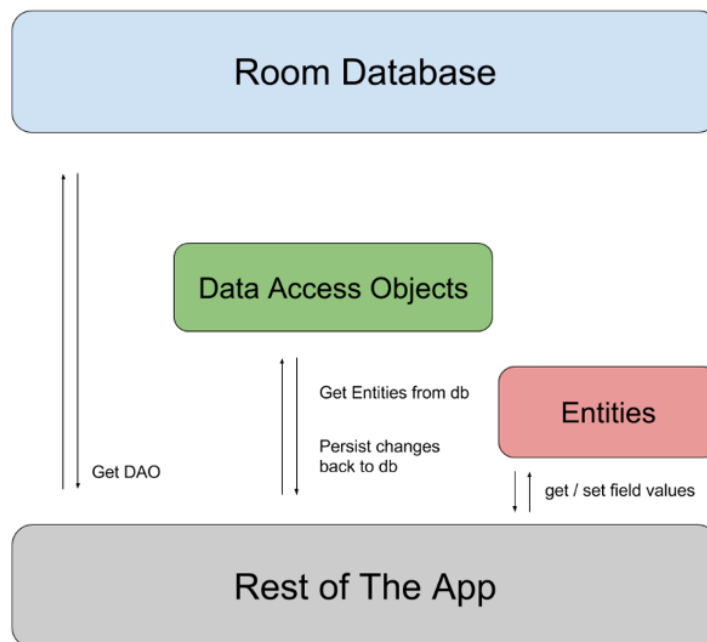 Room Database
Data Access Objects
Get Entities from db
Entities
Persist changes
back to db
Get DAO
get / set field values
Rest of The App